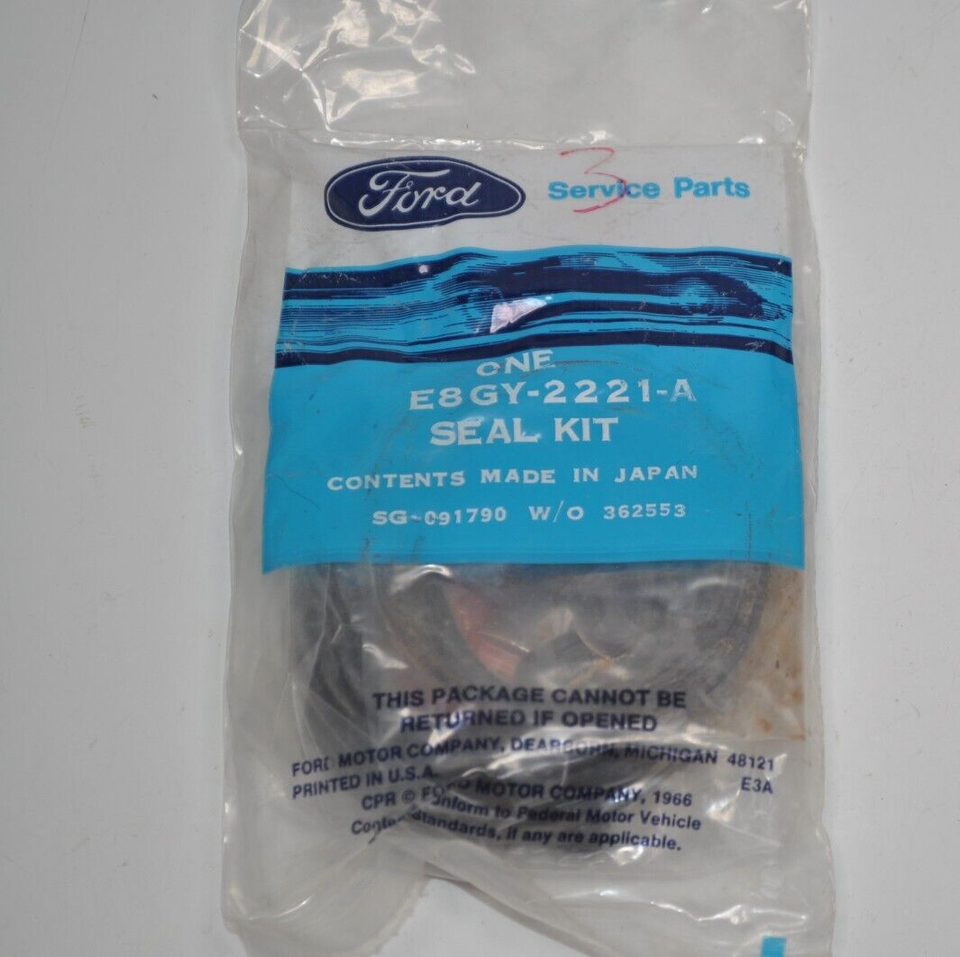 Ford Service Parts
3
ONE
E8GY-2221-A
SEAL KIT
CONTENTS MADE IN JAPAN
SG-091790 W/O 362553
THIS PACKAGE CANNOT BE
RETURNED IF OPENED
FORD MOTOR COMPANY, DEARBORN, MICHIGAN 48121
PRINTED IN U.S.A. E3A
CPR © FORD MOTOR COMPANY, 1966
Conform to Federal Motor Vehicle
Standards, if any are applicable.